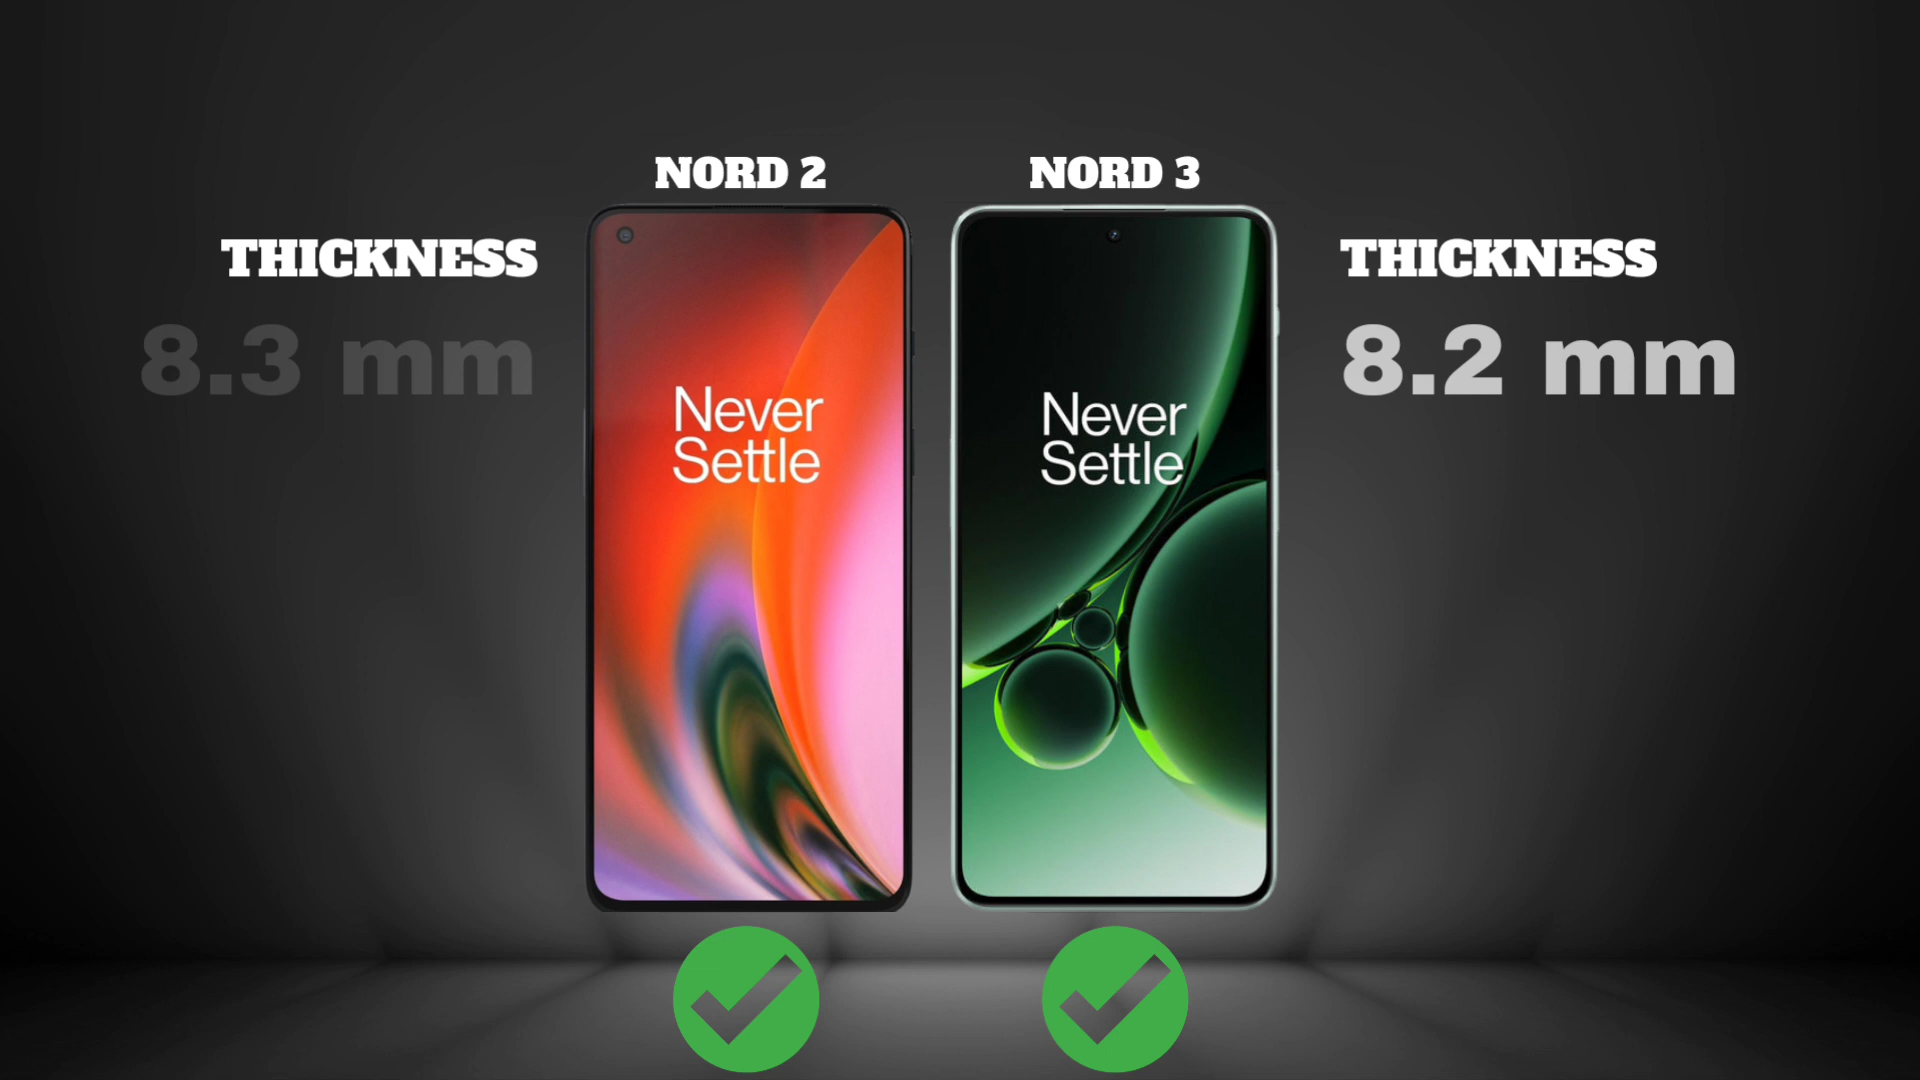 NORD 2
NORD 3
THICKNESS
8.3 mm
Never
Settle
Never
Settle
THICKNESS
8.2 mm